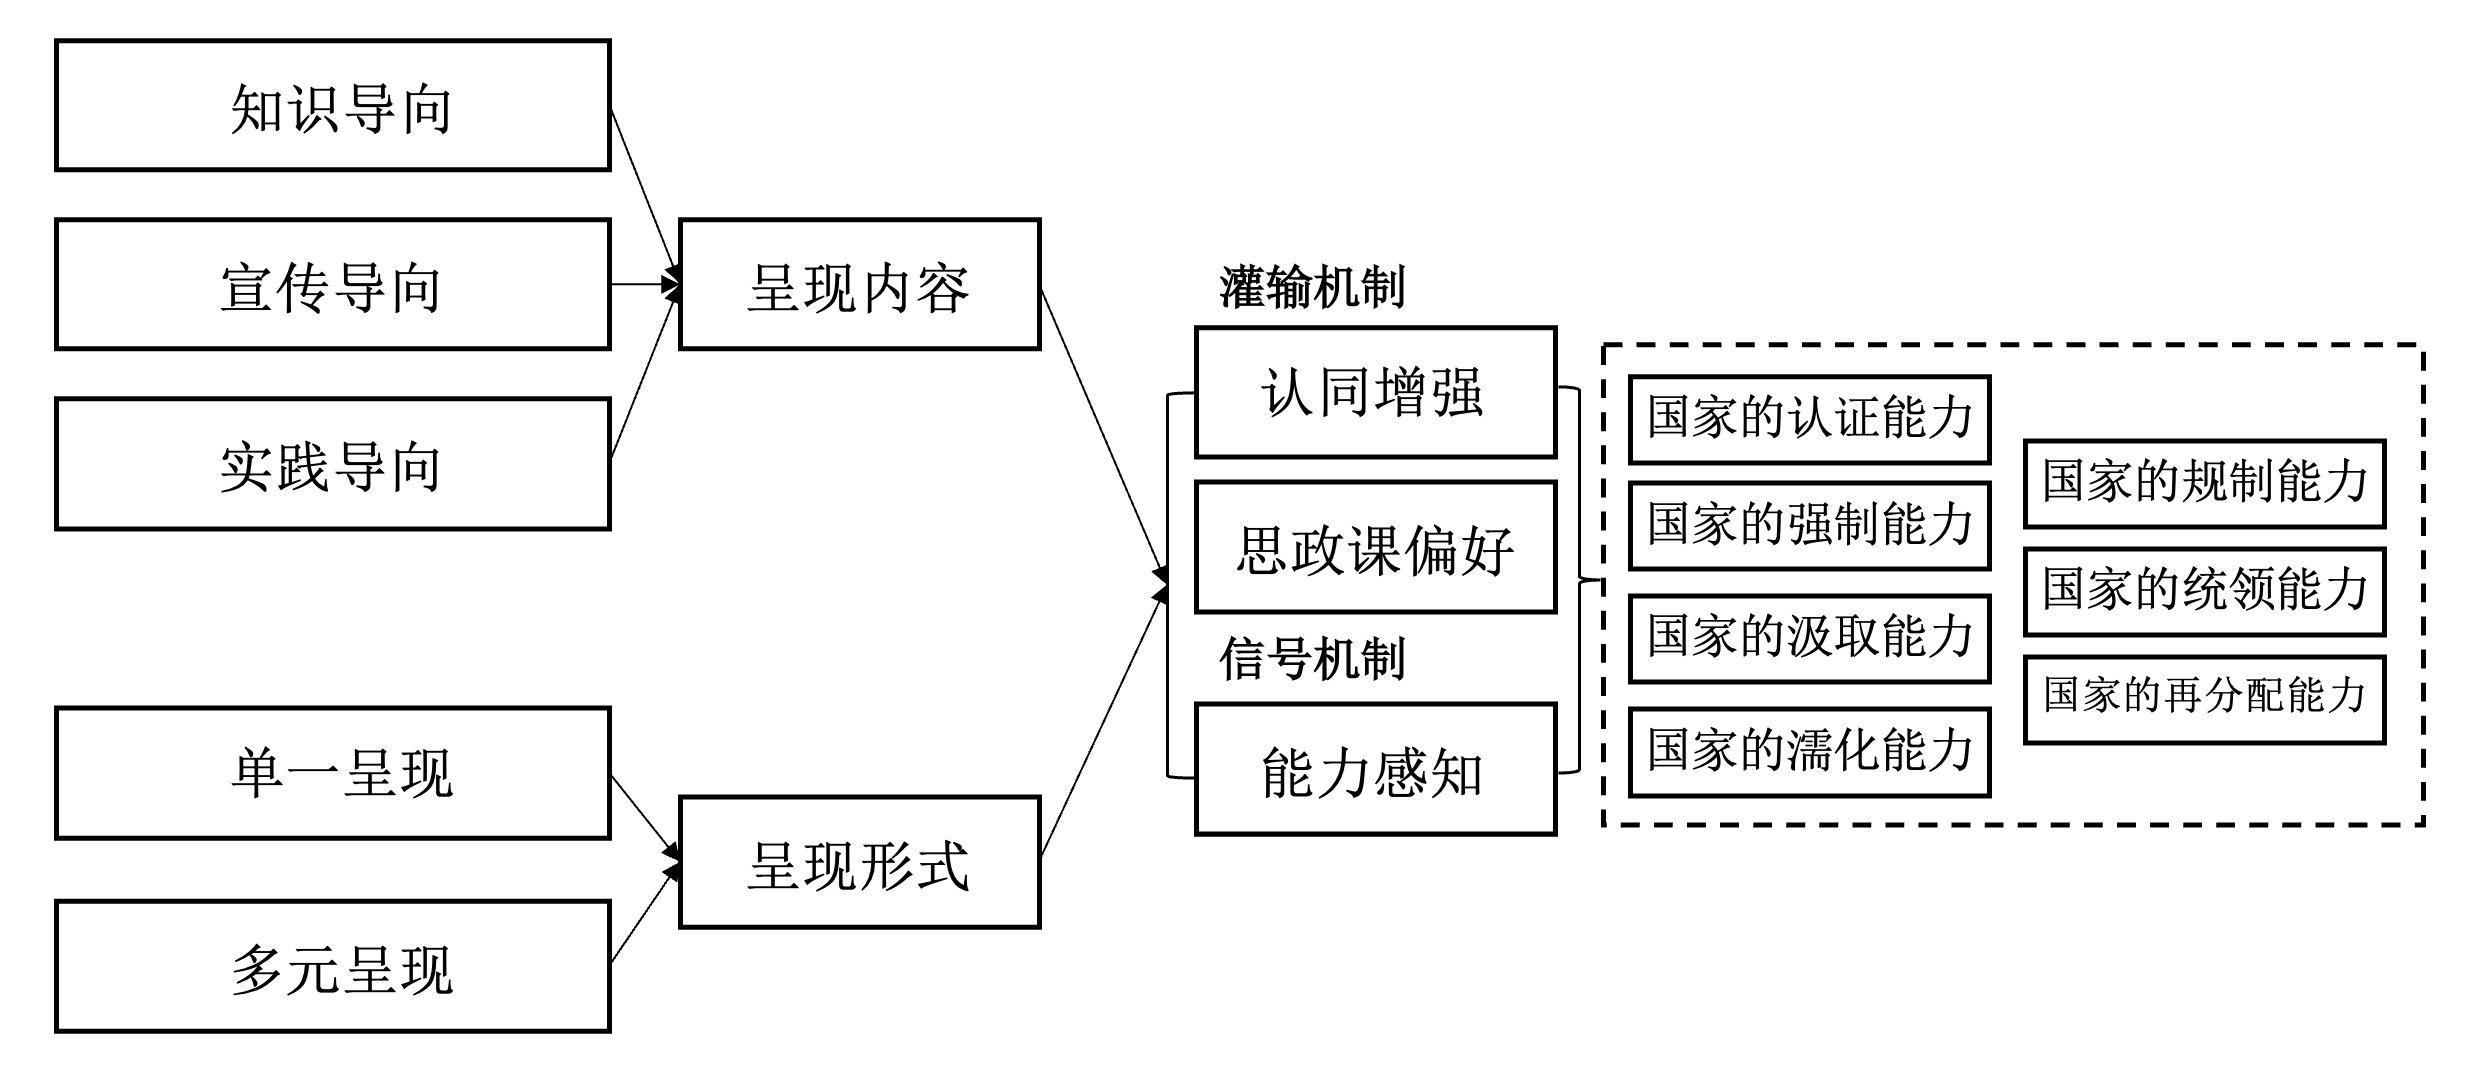 知识导向
宣传导向
实践导向
单一呈现
多元呈现
呈现内容
呈现形式
灌输机制
认同增强
思政课偏好
信号机制
能力感知
国家的认证能力
国家的强制能力
国家的汲取能力
国家的濡化能力
国家的规制能力
国家的统领能力
国家的再分配能力